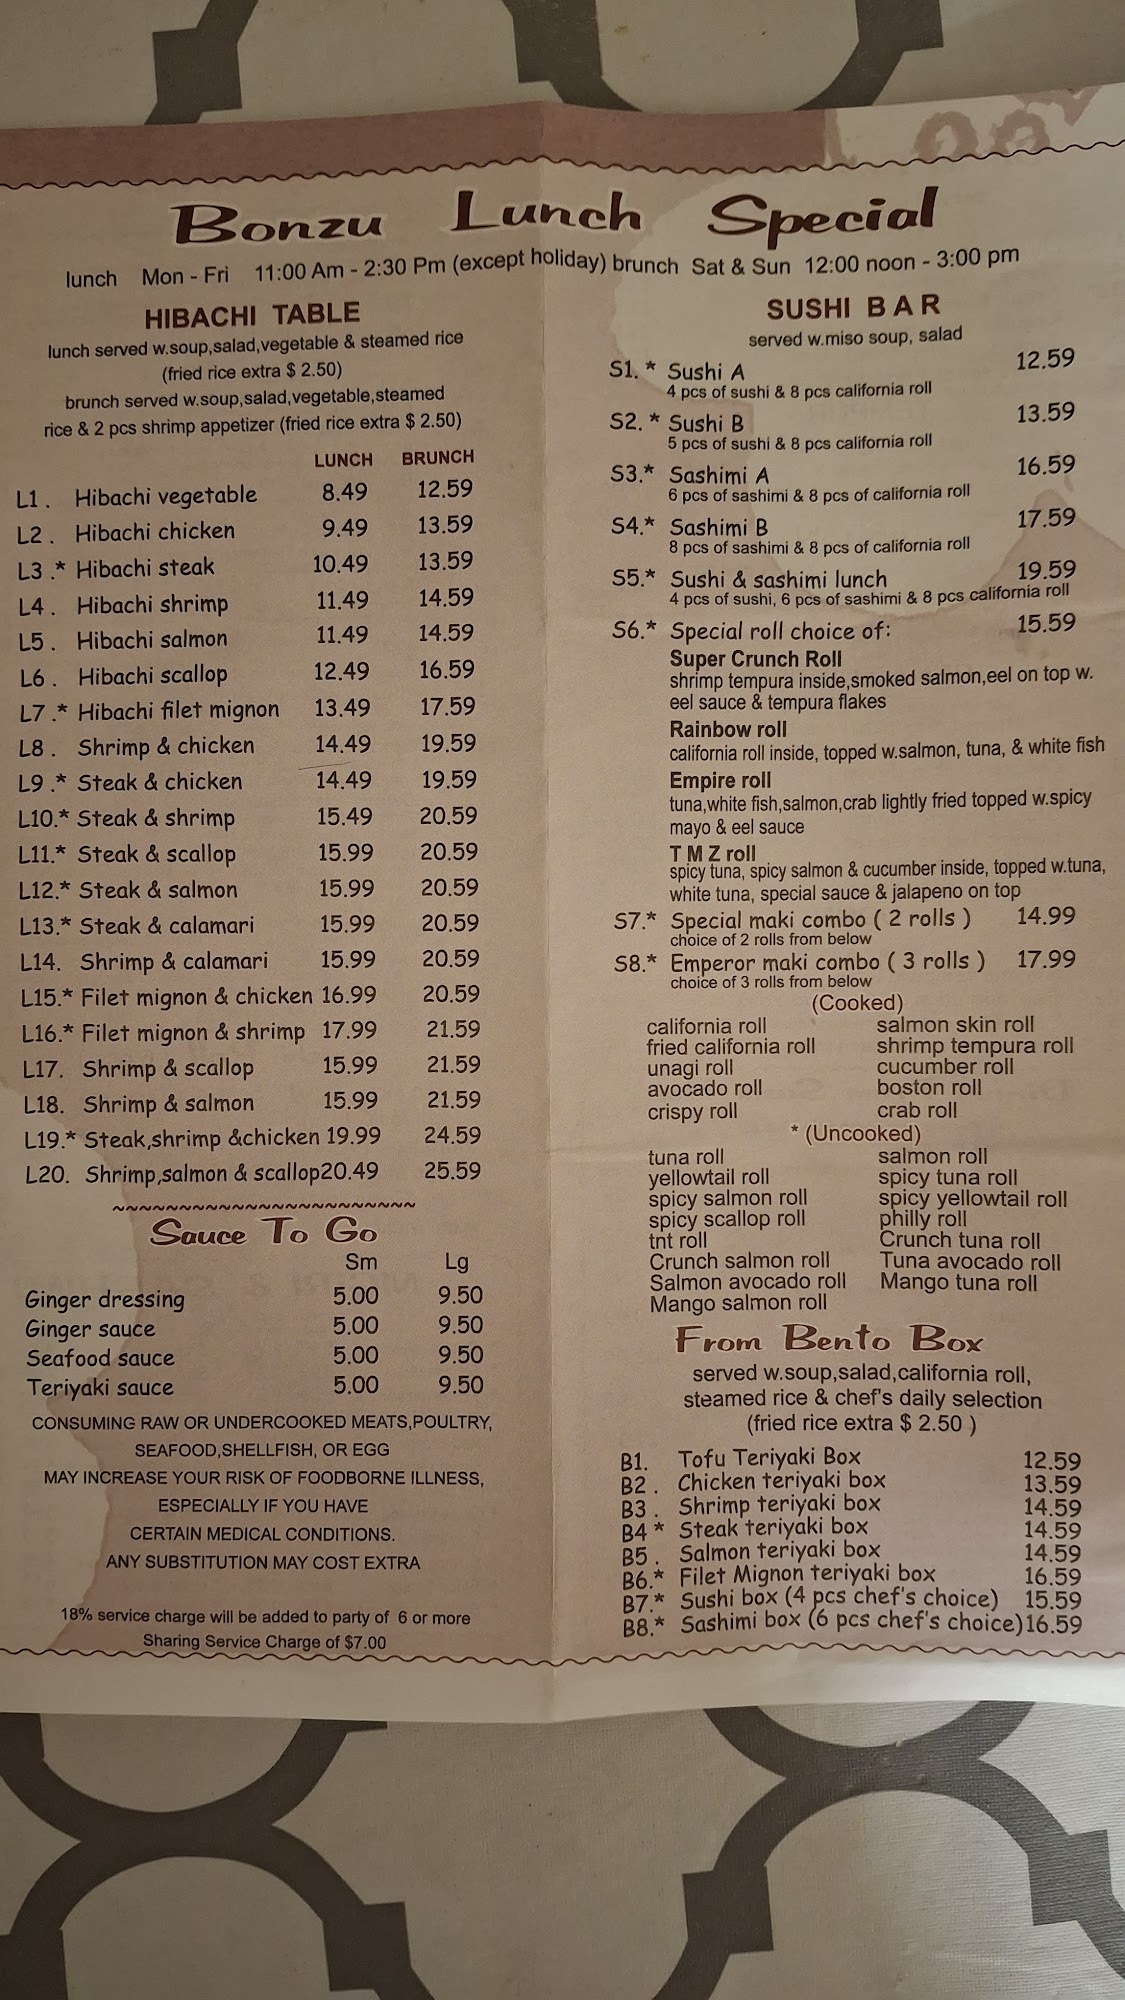 Bonzu Lunch Special
lunch Mon - Fri 11:00 Am - 2:30 Pm (except holiday) brunch Sat & Sun 12:00 noon - 3:00 pm
HIBACHI TABLE
lunch served w.soup,salad,vegetable & steamed rice
(fried rice extra $ 2.50)
brunch served w.soup,salad,vegetable,steamed
rice & 2 pcs shrimp appetizer (fried rice extra $ 2.50)
LUNCH BRUNCH
L1 . Hibachi vegetable 8.49 12.59
L2 . Hibachi chicken 9.49 13.59
L3 .* Hibachi steak 10.49 13.59
L4 . Hibachi shrimp 11.49 14.59
L5 . Hibachi salmon 11.49 14.59
L6 . Hibachi scallop 12.49 16.59
L7 .* Hibachi filet mignon 13.49 17.59
L8 . Shrimp & chicken 14.49 19.59
L9 .* Steak & chicken 14.49 19.59
L10.* Steak & shrimp 15.49 20.59
L11.* Steak & scallop 15.99 20.59
L12.* Steak & salmon 15.99 20.59
L13.* Steak & calamari 15.99 20.59
L14. Shrimp & calamari 15.99 20.59
L15.* Filet mignon & chicken 16.99 20.59
L16.* Filet mignon & shrimp 17.99 21.59
L17. Shrimp & scallop 15.99 21.59
L18. Shrimp & salmon 15.99 21.59
L19.* Steak,shrimp &chicken 19.99 24.59
L20. Shrimp,salmon & scallop20.49 25.59
~~~~~~~~~~~~~~~~~~~~~~~
Sauce To Go
Sm Lg
Ginger dressing 5.00 9.50
Ginger sauce 5.00 9.50
Seafood sauce 5.00 9.50
Teriyaki sauce 5.00 9.50
CONSUMING RAW OR UNDERCOOKED MEATS,POULTRY,
SEAFOOD,SHELLFISH, OR EGG
MAY INCREASE YOUR RISK OF FOODBORNE ILLNESS,
ESPECIALLY IF YOU HAVE
CERTAIN MEDICAL CONDITIONS.
ANY SUBSTITUTION MAY COST EXTRA
18% service charge will be added to party of 6 or more
Sharing Service Charge of $7.00
SUSHI BAR
served w.miso soup, salad
S1. * Sushi A 12.59
4 pcs of sushi & 8 pcs california roll
S2. * Sushi B 13.59
5 pcs of sushi & 8 pcs california roll
S3.* Sashimi A 16.59
6 pcs of sashimi & 8 pcs of california roll
S4.* Sashimi B 17.59
8 pcs of sashimi & 8 pcs of california roll
S5.* Sushi & sashimi lunch 19.59
4 pcs of sushi, 6 pcs of sashimi & 8 pcs california roll
S6.* Special roll choice of: 15.59
Super Crunch Roll
shrimp tempura inside,smoked salmon,eel on top w.
eel sauce & tempura flakes
Rainbow roll
california roll inside, topped w.salmon, tuna, & white fish
Empire roll
tuna,white fish,salmon,crab lightly fried topped w.spicy
mayo & eel sauce
T M Z roll
spicy tuna, spicy salmon & cucumber inside, topped w.tuna,
white tuna, special sauce & jalapeno on top
S7.* Special maki combo ( 2 rolls ) 14.99
choice of 2 rolls from below
S8.* Emperor maki combo ( 3 rolls ) 17.99
choice of 3 rolls from below
(Cooked)
california roll salmon skin roll
fried california roll shrimp tempura roll
unagi roll cucumber roll
avocado roll boston roll
crispy roll crab roll
* (Uncooked)
tuna roll salmon roll
yellowtail roll spicy tuna roll
spicy salmon roll spicy yellowtail roll
spicy scallop roll philly roll
tnt roll Crunch tuna roll
Crunch salmon roll Tuna avocado roll
Salmon avocado roll Mango tuna roll
Mango salmon roll
From Bento Box
served w.soup,salad,california roll,
steamed rice & chef's daily selection
(fried rice extra $ 2.50 )
B1. Tofu Teriyaki Box 12.59
B2 . Chicken teriyaki box 13.59
B3 . Shrimp teriyaki box 14.59
B4 * Steak teriyaki box 14.59
B5 . Salmon teriyaki box 14.59
B6.* Filet Mignon teriyaki box 16.59
B7.* Sushi box (4 pcs chef's choice) 15.59
B8.* Sashimi box (6 pcs chef's choice)16.59